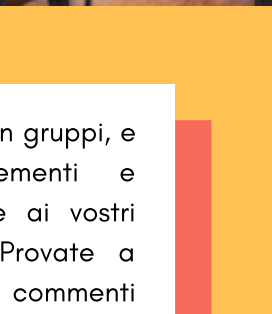 n gruppi, e
ementi e
e ai vostri
Provate a
commenti